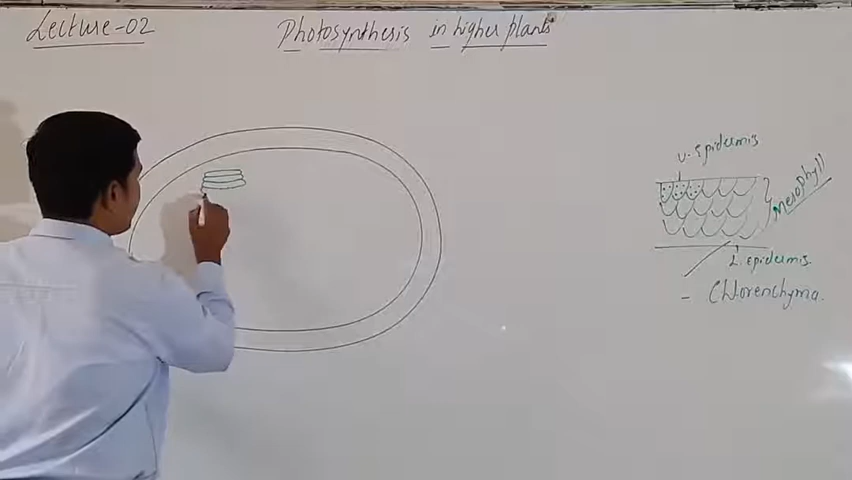 Lecture-02
Photosynthesis in higher plants
U. Epidermis
Mesophyll
L. epidermis.
- Chlorenchyma.